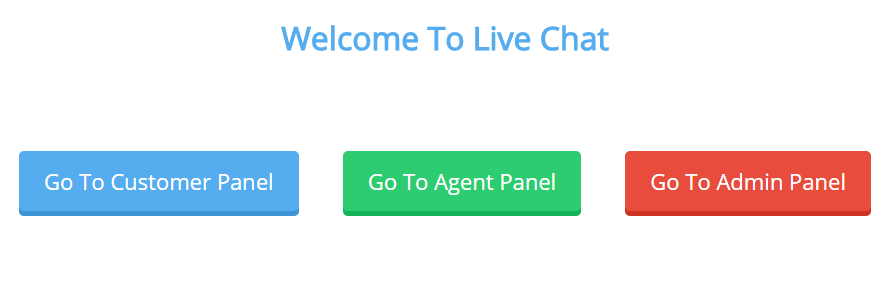 Welcome To Live Chat
Go To Customer Panel
Go To Agent Panel
Go To Admin Panel